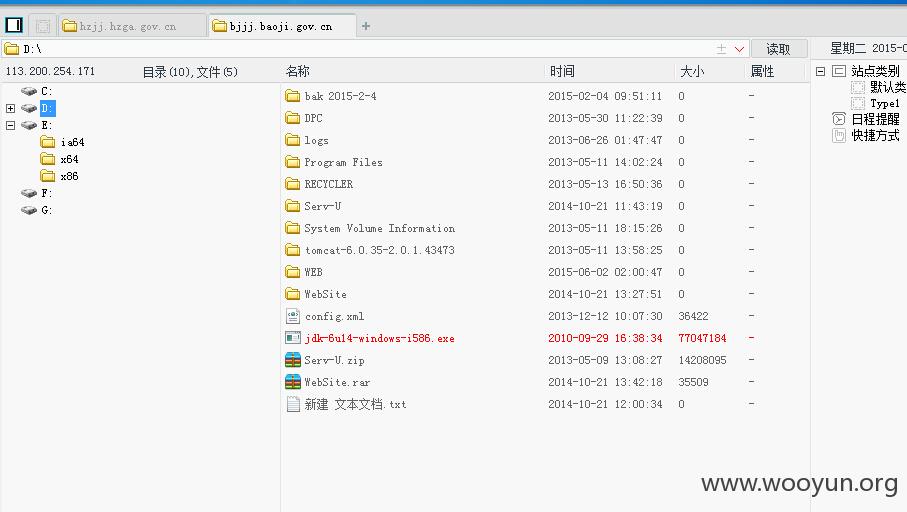 hzjj.hzga.gov.cn bjjj.baoji.gov.cn
D:\ 读取 星期二 2015-0
113.200.254.171 目录(10),文件(5) 名称 时间 大小 属性
C:
D:
E:
ia64
x64
x86
F:
G:
bak 2015-2-4 2015-02-04 09:51:11 0 -
DPC 2013-05-30 11:22:39 0 -
logs 2013-06-26 01:47:47 0 -
Program Files 2013-05-11 14:02:24 0 -
RECYCLER 2013-05-13 16:50:36 0 -
Serv-U 2014-10-21 11:43:19 0 -
System Volume Information 2013-05-11 18:15:26 0 -
tomcat-6.0.35-2.0.1.43473 2013-05-11 13:58:25 0 -
WEB 2015-06-02 02:00:47 0 -
WebSite 2014-10-21 13:27:51 0 -
config.xml 2013-12-12 10:07:30 36422 -
jdk-6u14-windows-i586.exe 2010-09-29 16:38:34 77047184 -
Serv-U.zip 2013-05-09 13:08:27 14208095 -
WebSite.rar 2014-10-21 13:42:18 35509 -
新建 文本文档.txt 2014-10-21 12:00:34 0 -
站点类别
默认类
Type1
日程提醒
快捷方式
www.wooyun.org